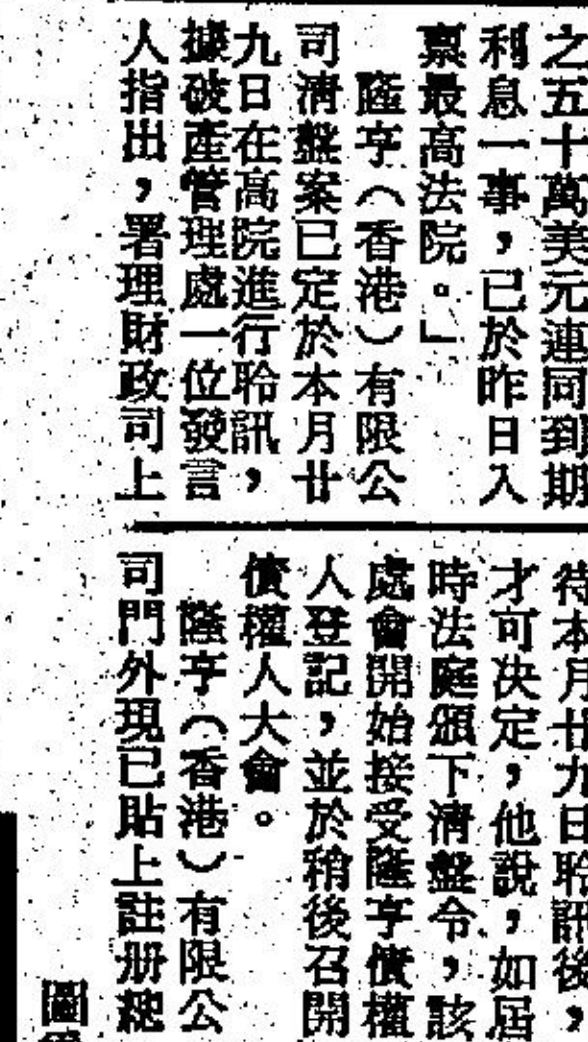 之五十萬美元連同到期
利息一事，已於昨日入
稟最高法院。」
隆亨（香港）有限公
司清盤案已定於本月廿
九日在高院進行聆訊，
據破產管理處一位發言
人指出，署理財政司上
待本月廿九日聆訊後，
才可決定，他說，如屆
時法庭頒下清盤令，該
處會開始接受隆亨債權
人登記，並於稍後召開
債權人大會。
隆亨（香港）有限公
司門外現已貼上註册總
圖